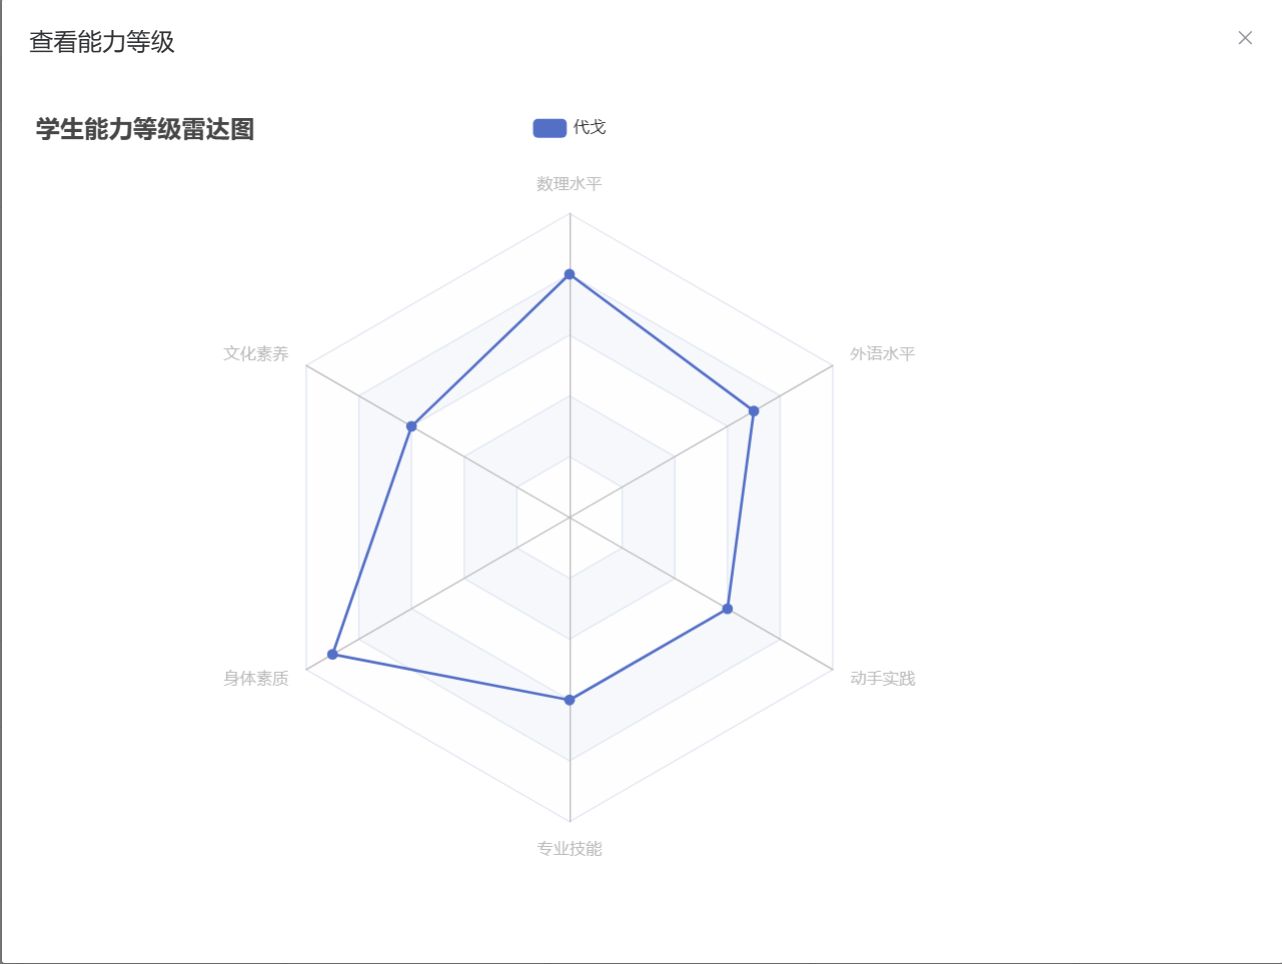 查看能力等级
学生能力等级雷达图
代戈
数理水平
文化素养
外语水平
身体素质
动手实践
专业技能